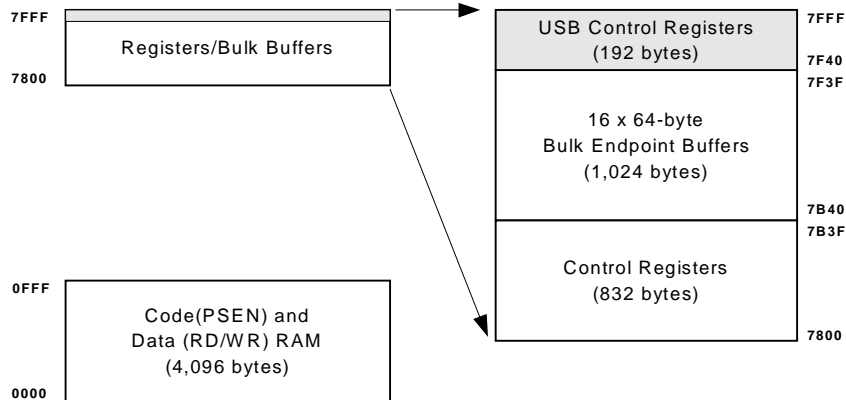 7FFF
Registers/Bulk Buffers
7800
0FFF
Code(PSEN) and
Data (RD/WR) RAM
(4,096 bytes)
0000
USB Control Registers
(192 bytes)
7FFF
7F40
7F3F
16 x 64-byte
Bulk Endpoint Buffers
(1,024 bytes)
7B40
7B3F
Control Registers
(832 bytes)
7800